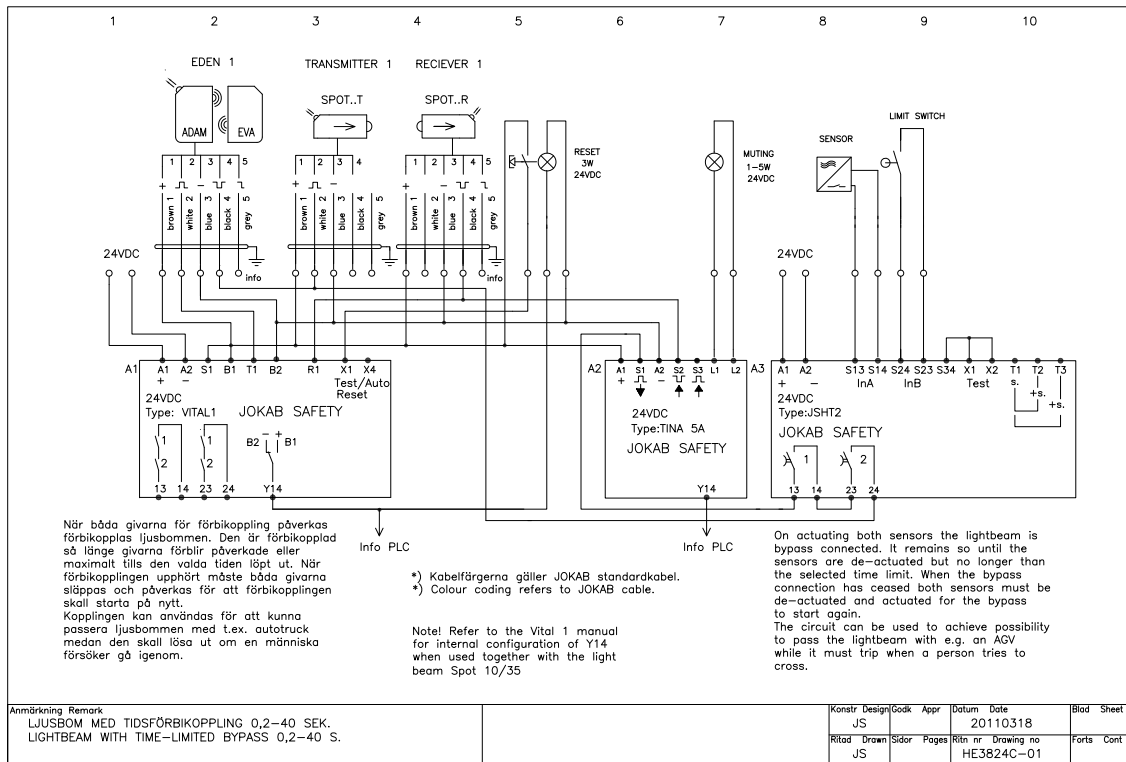 1 2 3 4 5 6 7 8 9 10
EDEN 1
TRANSMITTER 1
RECIEVER 1
SPOT..T
SPOT..R
ADAM
EVA
RESET
3W
24VDC
MUTING
1-5W
24VDC
SENSOR
LIMIT SWITCH
1 2 3 4 5
+ −
brown 1
white 2
blue 3
black 4
grey 5
info
1 2 3 4
+ −
brown 1
white 2
blue 3
black 4
grey 5
1 2 3 4 5
+ −
brown 1
white 2
blue 3
black 4
grey 5
info
24VDC
24VDC
A1
A1 A2 S1 B1 T1 B2 R1 X1 X4
+ −
Test/Auto
Reset
24VDC
Type: VITAL1
JOKAB SAFETY
1
2
1
2
B2 − + B1
13 14 23 24 Y14
A2
A1 S1 A2 S2 S3 L1 L2
+ −
24VDC
Type:TINA 5A
JOKAB SAFETY
Y14
A3
A1 A2 S13 S14 S24 S23 S34 X1 X2 T1 T2 T3
+ − InA InB Test s. +s. +s.
24VDC
Type:JSHT2
JOKAB SAFETY
1
2
13 14 23 24
Info PLC
Info PLC
När båda givarna för förbikoppling påverkas
förbikopplas ljusbommen. Den är förbikopplad
så länge givarna förblir påverkade eller
maximalt tills den valda tiden löpt ut. När
förbikopplingen upphört måste båda givarna
släppas och påverkas för att förbikopplingen
skall starta på nytt.
Kopplingen kan användas för att kunna
passera ljusbommen med t.ex. autotruck
medan den skall lösa ut om en människa
försöker gå igenom.
*) Kabelfärgerna gäller JOKAB standardkabel.
*) Colour coding refers to JOKAB cable.
Note! Refer to the Vital 1 manual
for internal configuration of Y14
when used together with the light
beam Spot 10/35
On actuating both sensors the lightbeam is
bypass connected. It remains so until the
sensors are de-actuated but no longer than
the selected time limit. When the bypass
connection has ceased both sensors must be
de-actuated and actuated for the bypass
to start again.
The circuit can be used to achieve possibility
to pass the lightbeam with e.g. an AGV
while it must trip when a person tries to
cross.
Anmärkning Remark
LJUSBOM MED TIDSFÖRBIKOPPLING 0,2-40 SEK.
LIGHTBEAM WITH TIME-LIMITED BYPASS 0,2-40 S.
Konstr Design Godk Appr Datum Date Blad Sheet
JS 20110318
Ritad Drawn Sidor Pages Ritn nr Drawing no Forts Cont
JS HE3824C-01